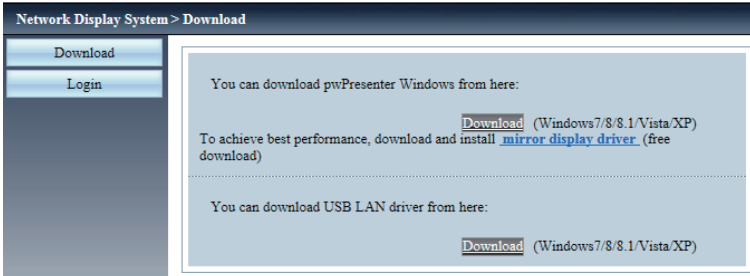 Network Display System > Download
Download
Login
You can download pwPresenter Windows from here:
Download (Windows7/8/8.1/Vista/XP)
To achieve best performance, download and install mirror display driver (free
download)
You can download USB LAN driver from here:
Download (Windows7/8/8.1/Vista/XP)